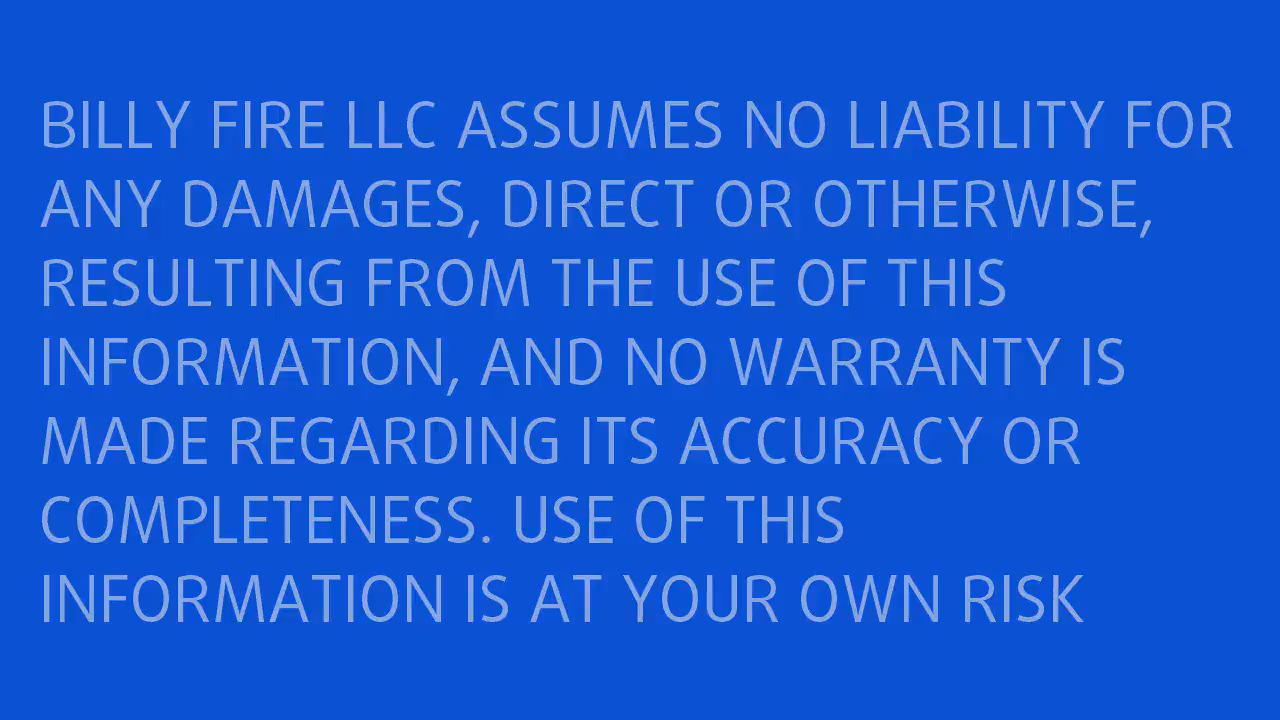 BILLY FIRE LLC ASSUMES NO LIABILITY FOR
ANY DAMAGES, DIRECT OR OTHERWISE,
RESULTING FROM THE USE OF THIS
INFORMATION, AND NO WARRANTY IS
MADE REGARDING ITS ACCURACY OR
COMPLETENESS. USE OF THIS
INFORMATION IS AT YOUR OWN RISK